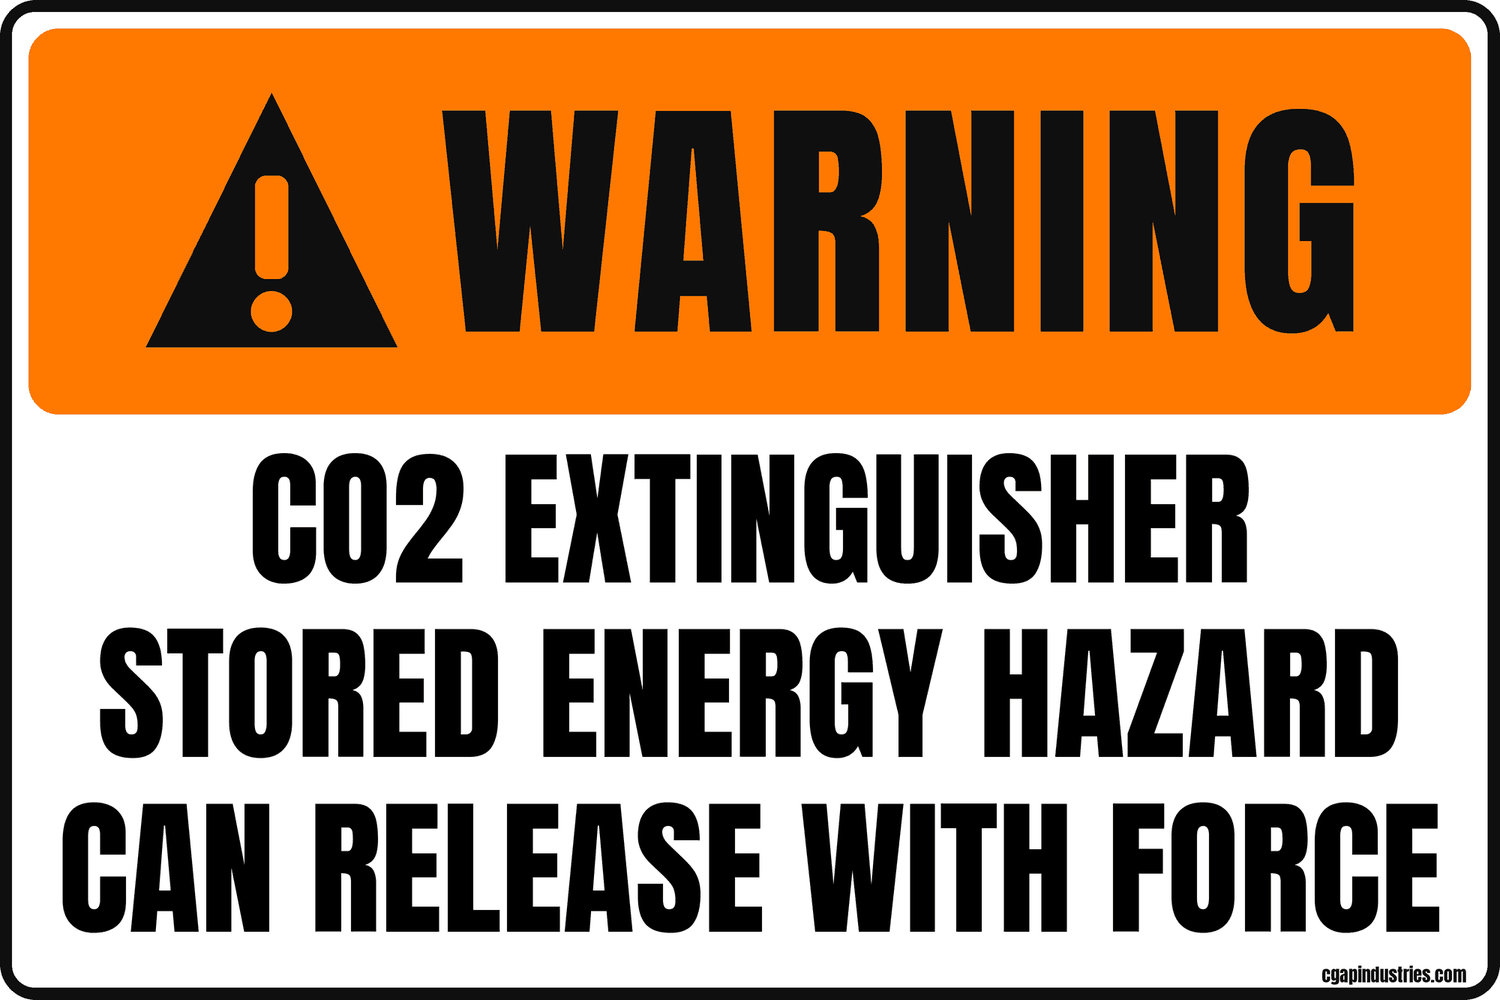 WARNING
CO2 EXTINGUISHER
STORED ENERGY HAZARD
CAN RELEASE WITH FORCE
cgapindustries.com